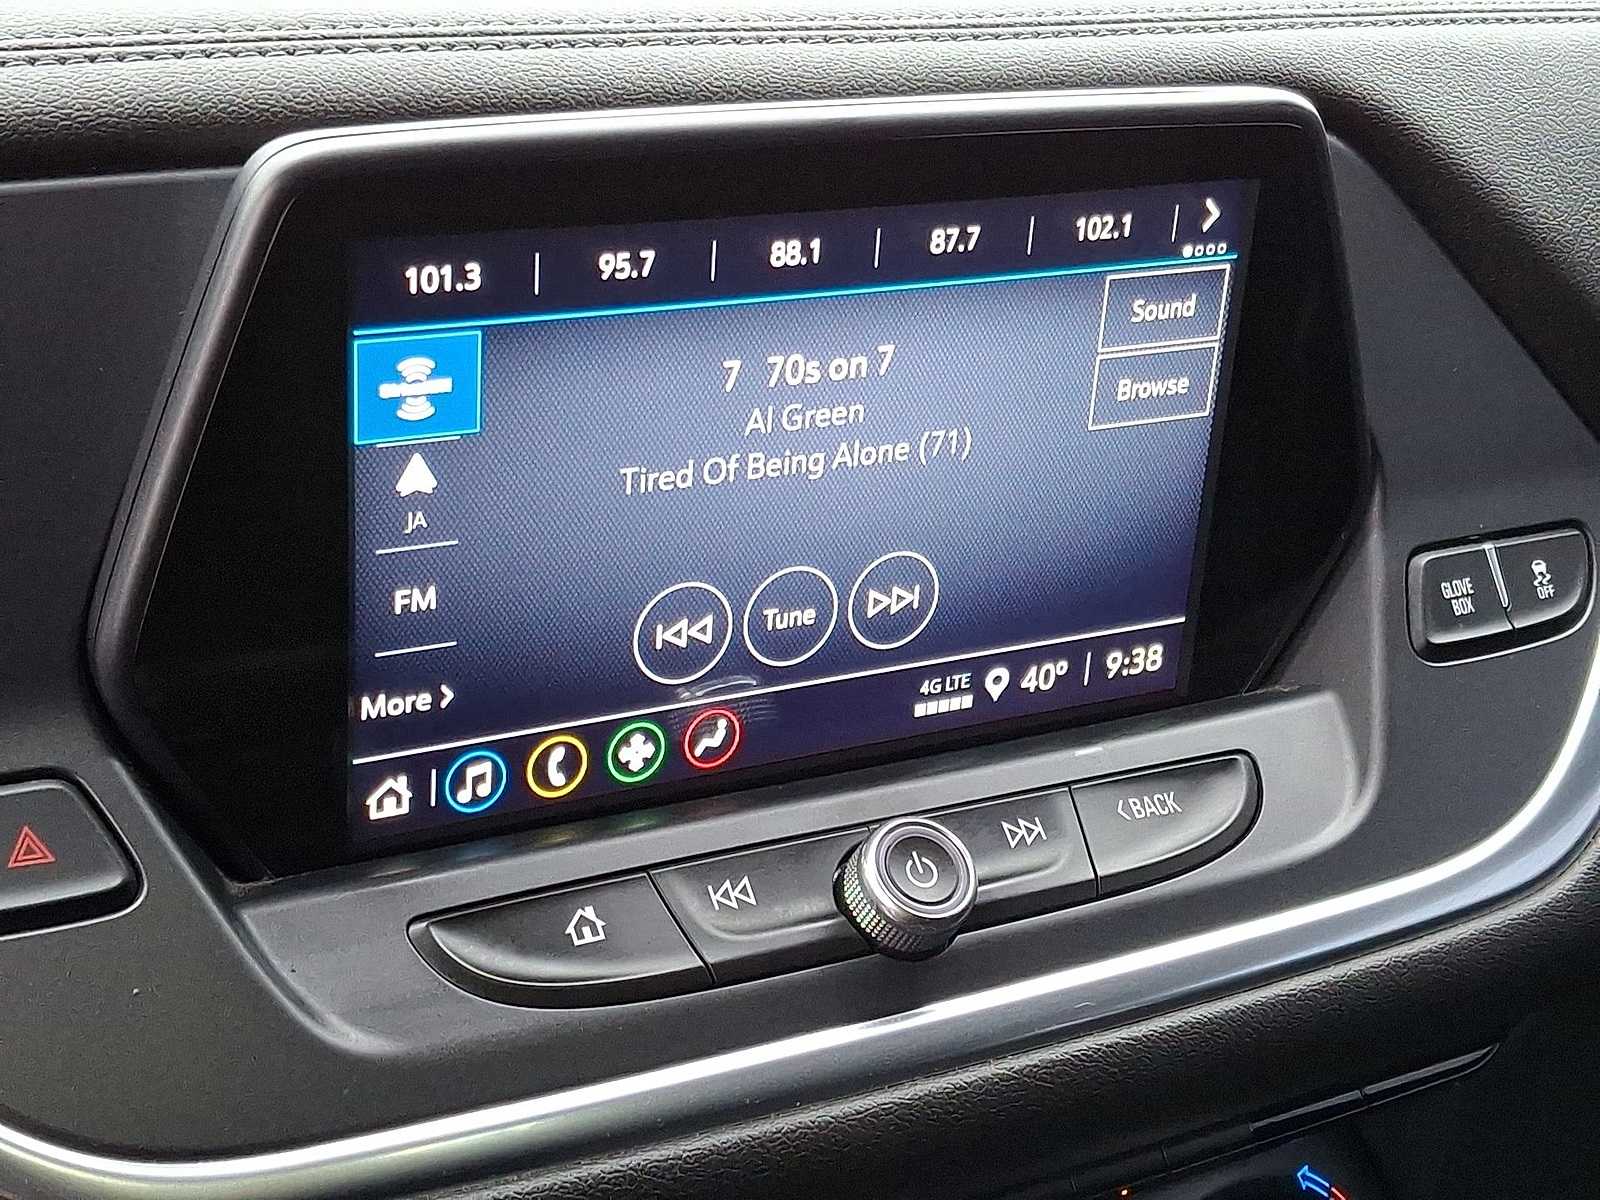 101.3 | 95.7 | 88.1 | 87.7 | 102.1 |
Sound
7 70s on 7
Browse
Al Green
Tired Of Being Alone (71)
JA
FM
Tune
More
4G LTE 40° | 9:38
GLOVE
BOX
OFF
BACK